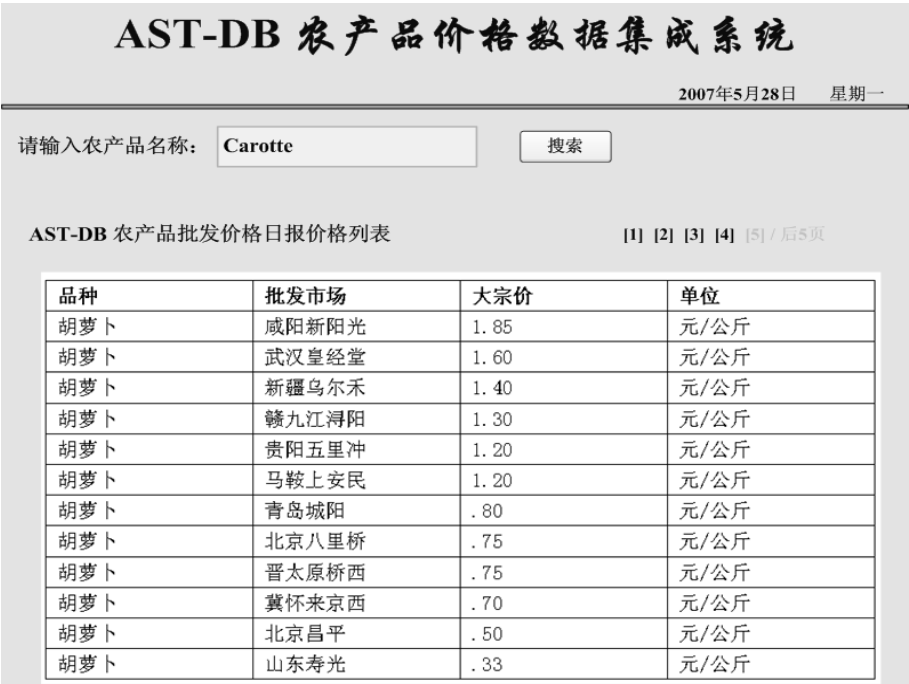 AST-DB 农产品价格数据集成系统
2007年5月28日 星期一
请输入农产品名称： Carotte 搜索
AST-DB 农产品批发价格日报价格列表 [1] [2] [3] [4] [5] / 后5页
品种 批发市场 大宗价 单位
胡萝卜 咸阳新阳光 1.85 元/公斤
胡萝卜 武汉皇经堂 1.60 元/公斤
胡萝卜 新疆乌尔禾 1.40 元/公斤
胡萝卜 赣九江浔阳 1.30 元/公斤
胡萝卜 贵阳五里冲 1.20 元/公斤
胡萝卜 马鞍上安民 1.20 元/公斤
胡萝卜 青岛城阳 .80 元/公斤
胡萝卜 北京八里桥 .75 元/公斤
胡萝卜 晋太原桥西 .75 元/公斤
胡萝卜 冀怀来京西 .70 元/公斤
胡萝卜 北京昌平 .50 元/公斤
胡萝卜 山东寿光 .33 元/公斤